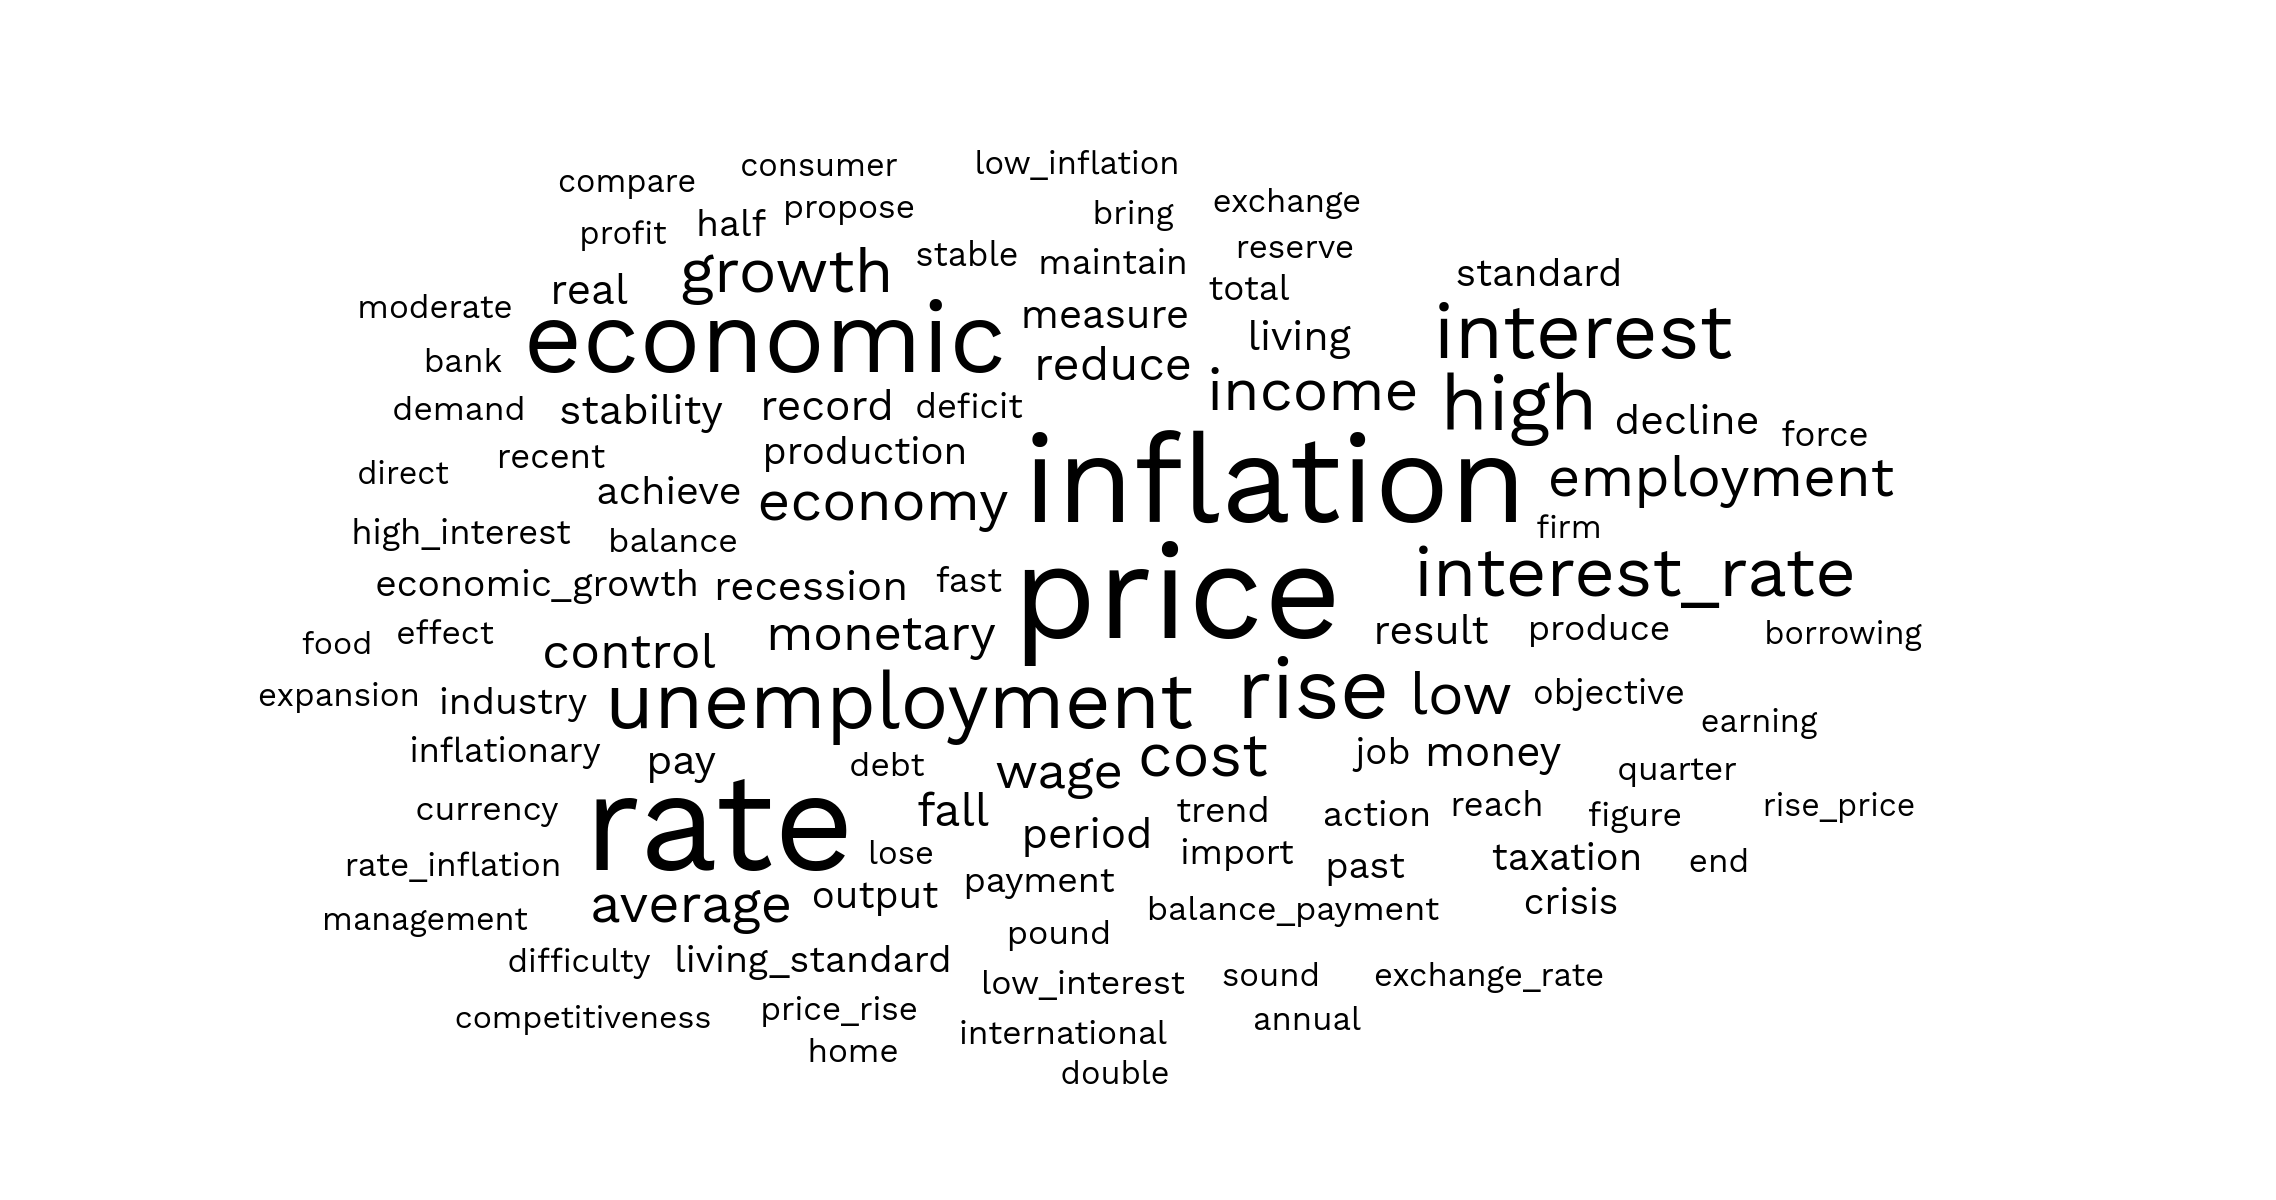 compare consumer low_inflation
profit half propose bring exchange
growth stable maintain reserve
moderate real total standard
bank economic measure living interest
reduce
demand stability record deficit income high decline force
direct recent production inflation employment
achieve economy
high_interest balance firm
economic_growth recession fast price interest_rate
food effect control monetary result produce borrowing
expansion industry unemployment rise low objective earning
inflationary pay debt wage cost job money quarter
currency rate fall period trend action reach figure rise_price
rate_inflation lose import past taxation end
management average output payment balance_payment crisis
pound
difficulty living_standard low_interest sound exchange_rate
competitiveness price_rise international annual
home double